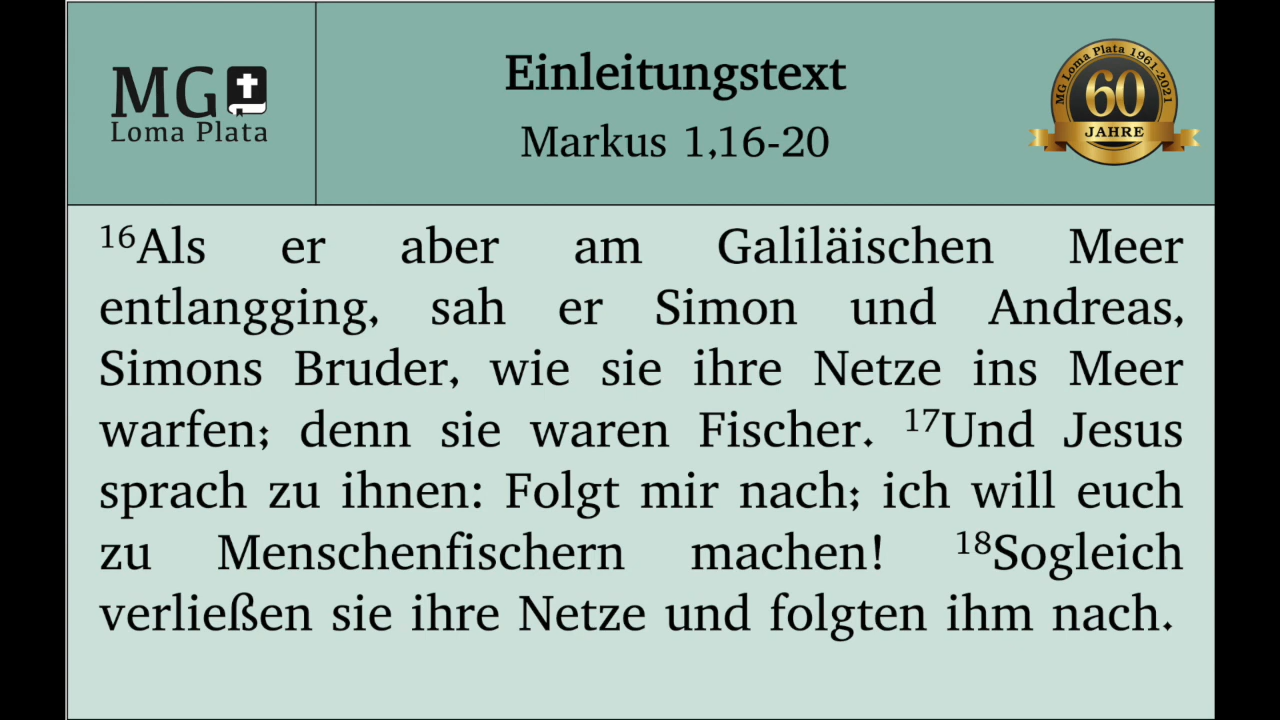 MG
Loma Plata
Einleitungstext
Markus 1,16-20
MG Loma Plata 1961-2021
60
JAHRE
16Als er aber am Galiläischen Meer
entlangging, sah er Simon und Andreas,
Simons Bruder, wie sie ihre Netze ins Meer
warfen; denn sie waren Fischer. 17Und Jesus
sprach zu ihnen: Folgt mir nach; ich will euch
zu Menschenfischern machen! 18Sogleich
verließen sie ihre Netze und folgten ihm nach.